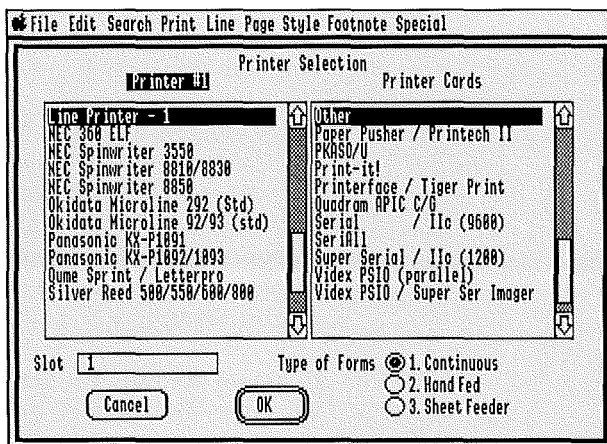 File Edit Search Print Line Page Style Footnote Special
Printer Selection
Printer #1
Printer Cards
Line Printer - 1
NEC 360 ELF
NEC Spinwriter 3550
NEC Spinwriter 8810/8830
NEC Spinwriter 8850
Okidata Microline 292 (Std)
Okidata Microline 92/93 (std)
Panasonic KX-P1091
Panasonic KX-P1092/1093
Qume Sprint / Letterpro
Silver Reed 500/550/600/800
Other
Paper Pusher / Printech II
PKASO/U
Print-it!
Printerface / Tiger Print
Quadram APIC C/G
Serial / IIc (9600)
SeriAll
Super Serial / IIc (1200)
Videx PSIO (parallel)
Videx PSIO / Super Ser Imager
Slot 1
Type of Forms 1. Continuous
2. Hand Fed
3. Sheet Feeder
Cancel
OK